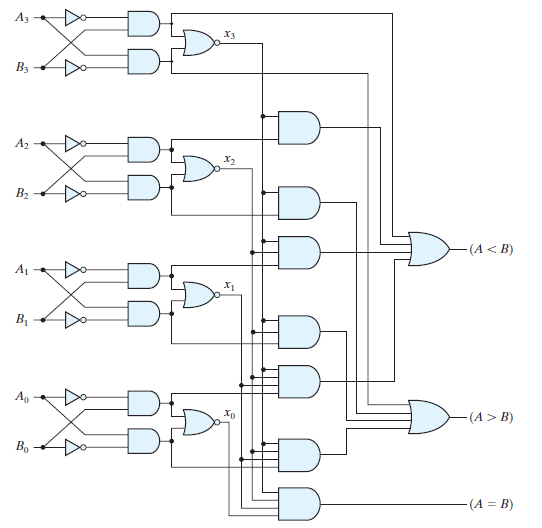 A₃
x₃
B₃
A₂
x₂
B₂
(A < B)
A₁
x₁
B₁
A₀
x₀
(A > B)
B₀
(A = B)